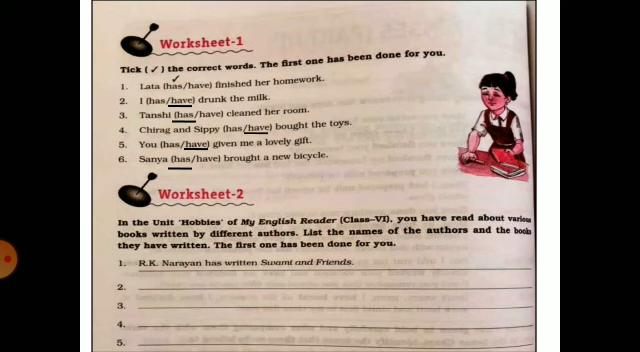 Worksheet-1
Tick ( ✓ ) the correct words. The first one has been done for you.
1. Lata (has/have) finished her homework.
2. I (has/have) drunk the milk.
3. Tanshi (has/have) cleaned her room.
4. Chirag and Sippy (has/have) bought the toys.
5. You (has/have) given me a lovely gift.
6. Sanya (has/have) brought a new bicycle.
Worksheet-2
In the Unit 'Hobbies' of My English Reader (Class–VI), you have read about various
books written by different authors. List the names of the authors and the books
they have written. The first one has been done for you.
1. R.K. Narayan has written Swami and Friends.
2.
3.
4.
5.